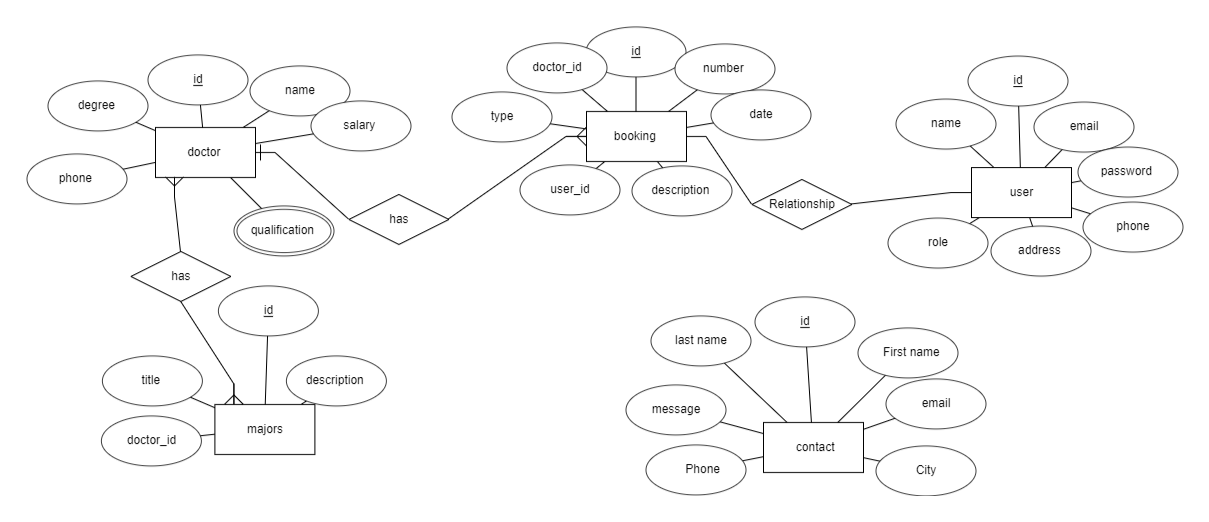 id
doctor_id
number
type
date
booking
user_id
description
id
degree
name
salary
doctor
phone
qualification
has
has
id
title
description
doctor_id
majors
Relationship
id
name
email
password
user
phone
role
address
id
last name
First name
message
email
contact
Phone
City